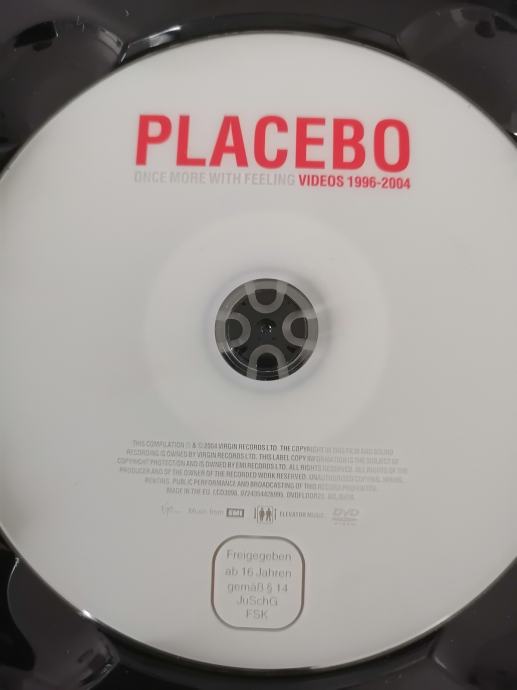 PLACEBO
ONCE MORE WITH FEELING VIDEOS 1996-2004
THIS COMPILATION ℗ & © 2004 VIRGIN RECORDS LTD. THE COPYRIGHT IN THIS FILM AND SOUND
RECORDING IS OWNED BY VIRGIN RECORDS LTD. THIS LABEL COPY INFORMATION IS THE SUBJECT OF
COPYRIGHT PROTECTION AND IS OWNED BY EMI RECORDS LTD. ALL RIGHTS RESERVED. ALL RIGHTS OF THE
PRODUCER AND OF THE OWNER OF THE RECORDED WORK RESERVED. UNAUTHORISED COPYING, HIRING,
RENTING, PUBLIC PERFORMANCE AND BROADCASTING OF THIS RECORD PROHIBITED.
MADE IN THE EU. LC03098.
Music from EMI ELEVATOR MUSIC DVD
Freigegeben
ab 16 Jahren
gemäß § 14
JuSchG
FSK